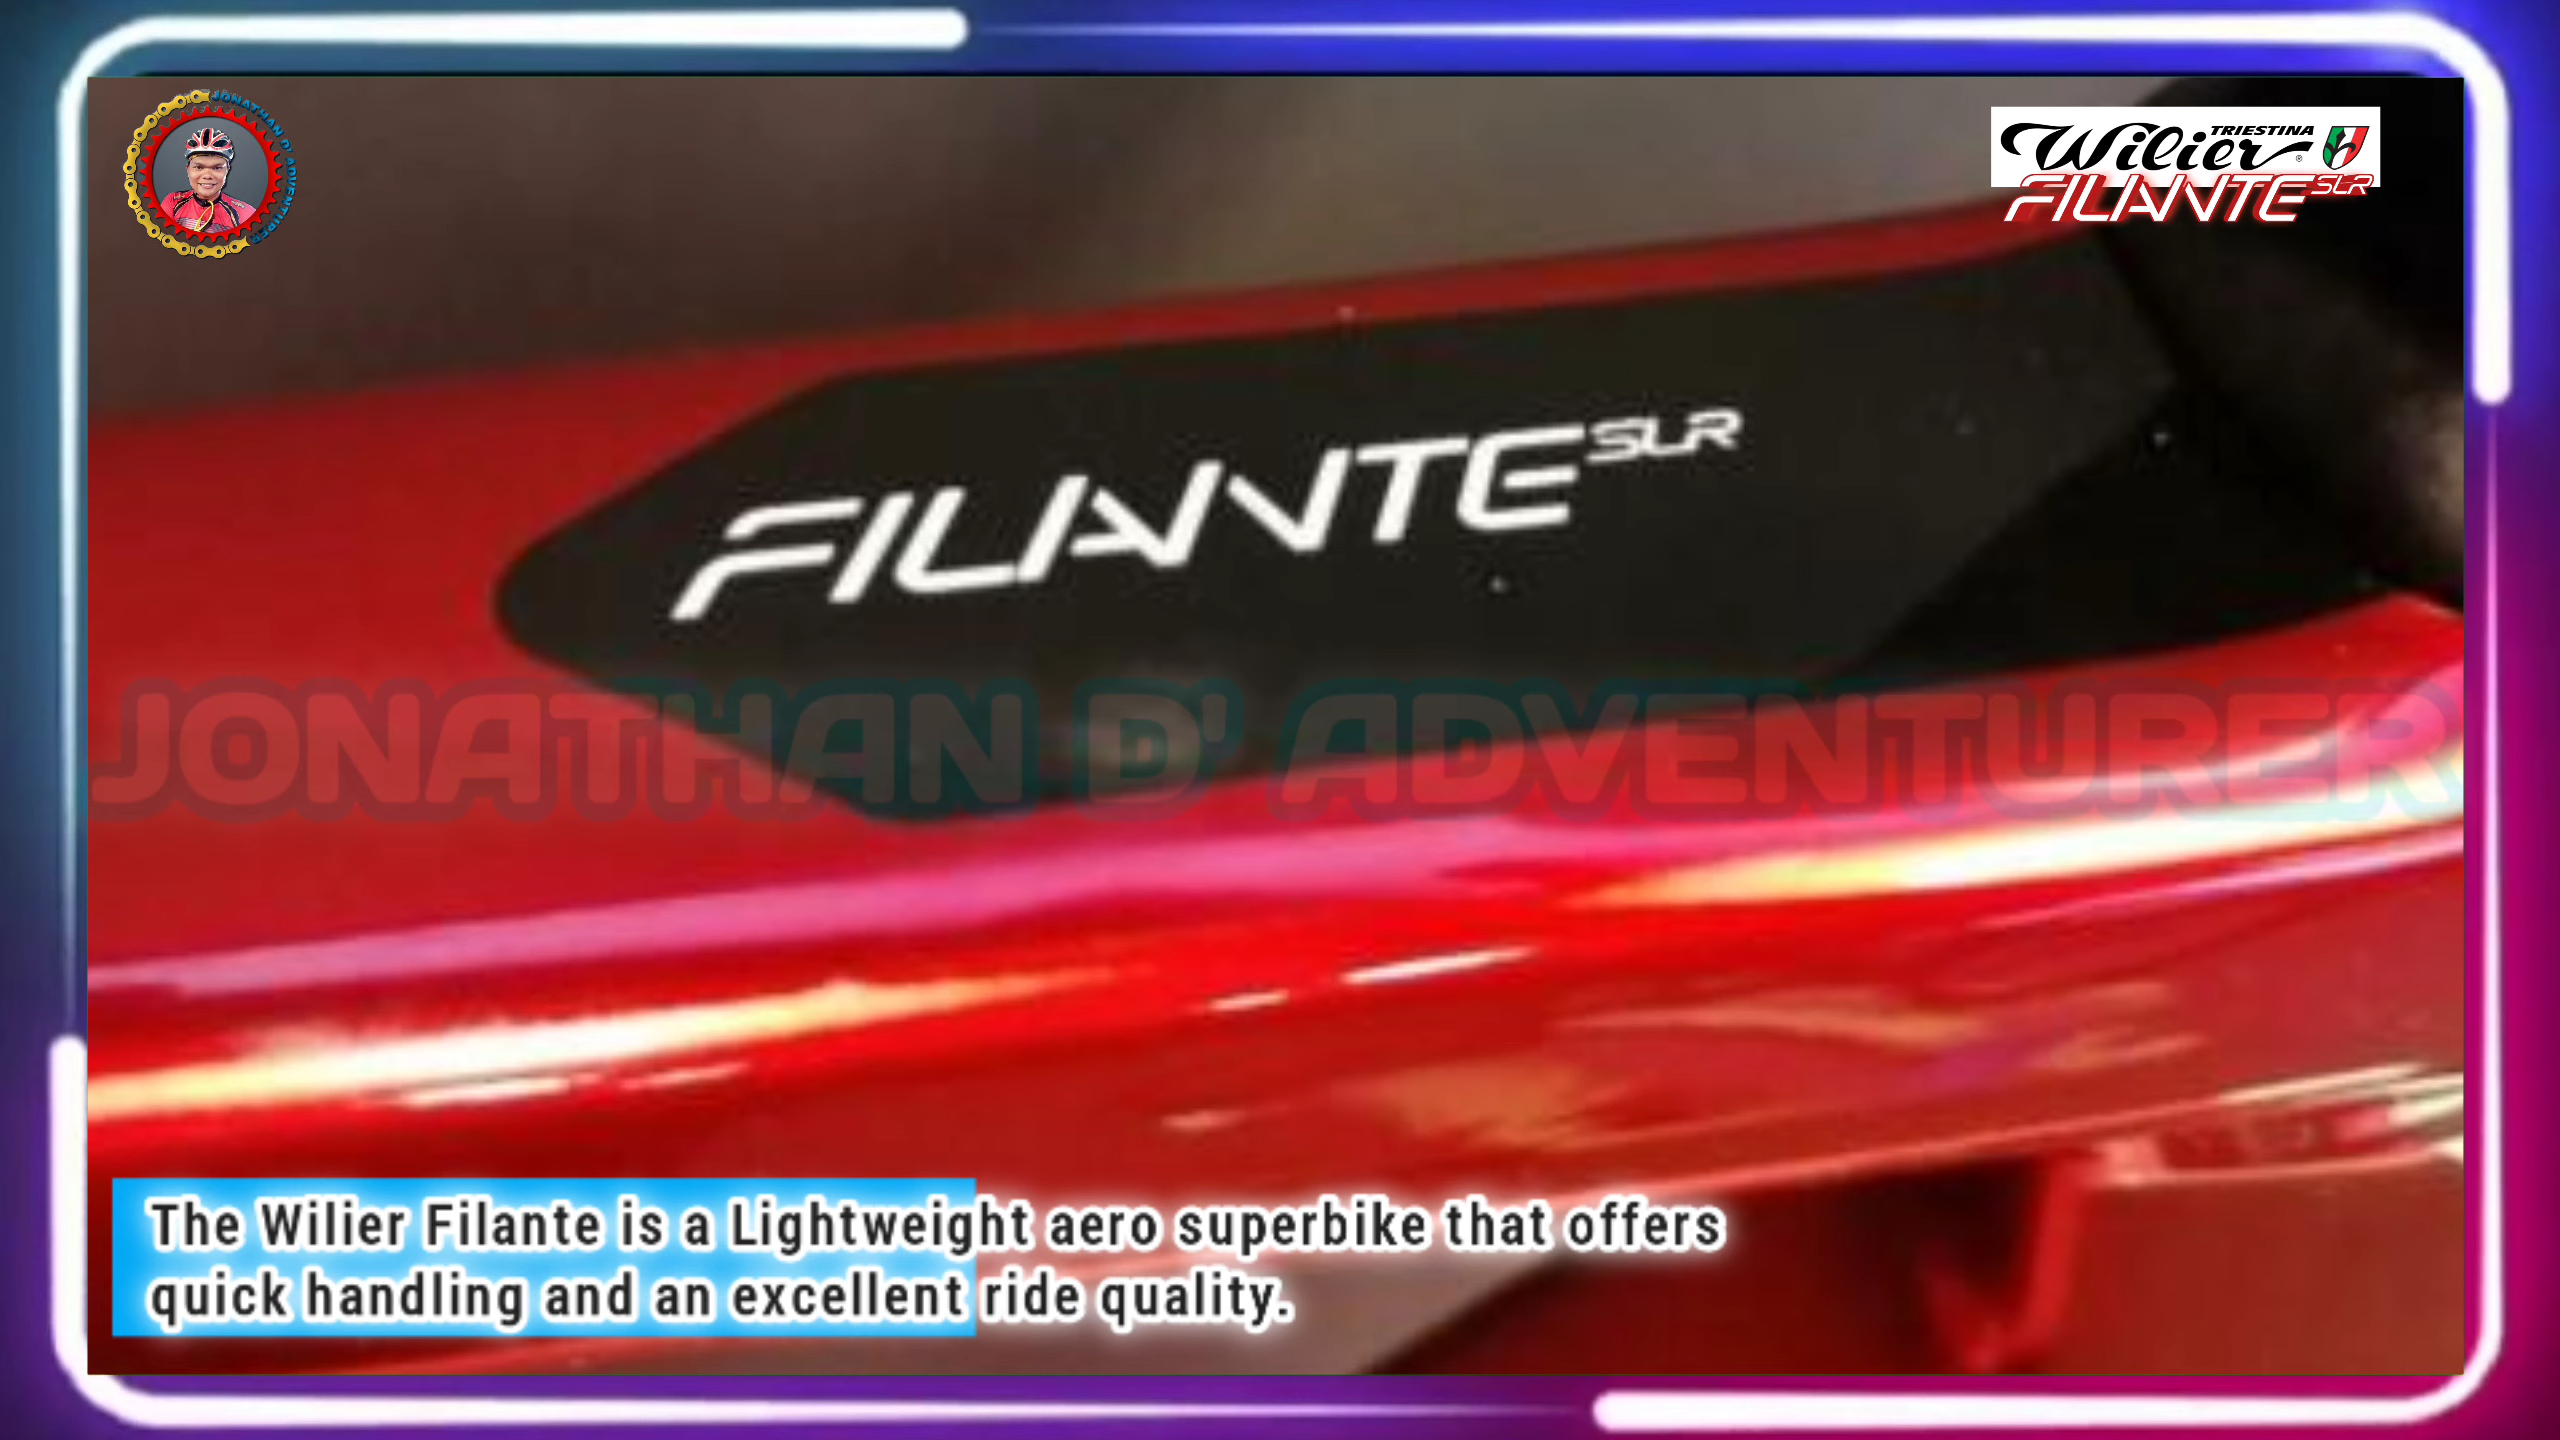 JONATHAN D' ADVENTURER
Wilier TRIESTINA ®
FILANTE SLR
FILANTE SLR
JONATHAN D' ADVENTURER
The Wilier Filante is a Lightweight aero superbike that offers
quick handling and an excellent ride quality.